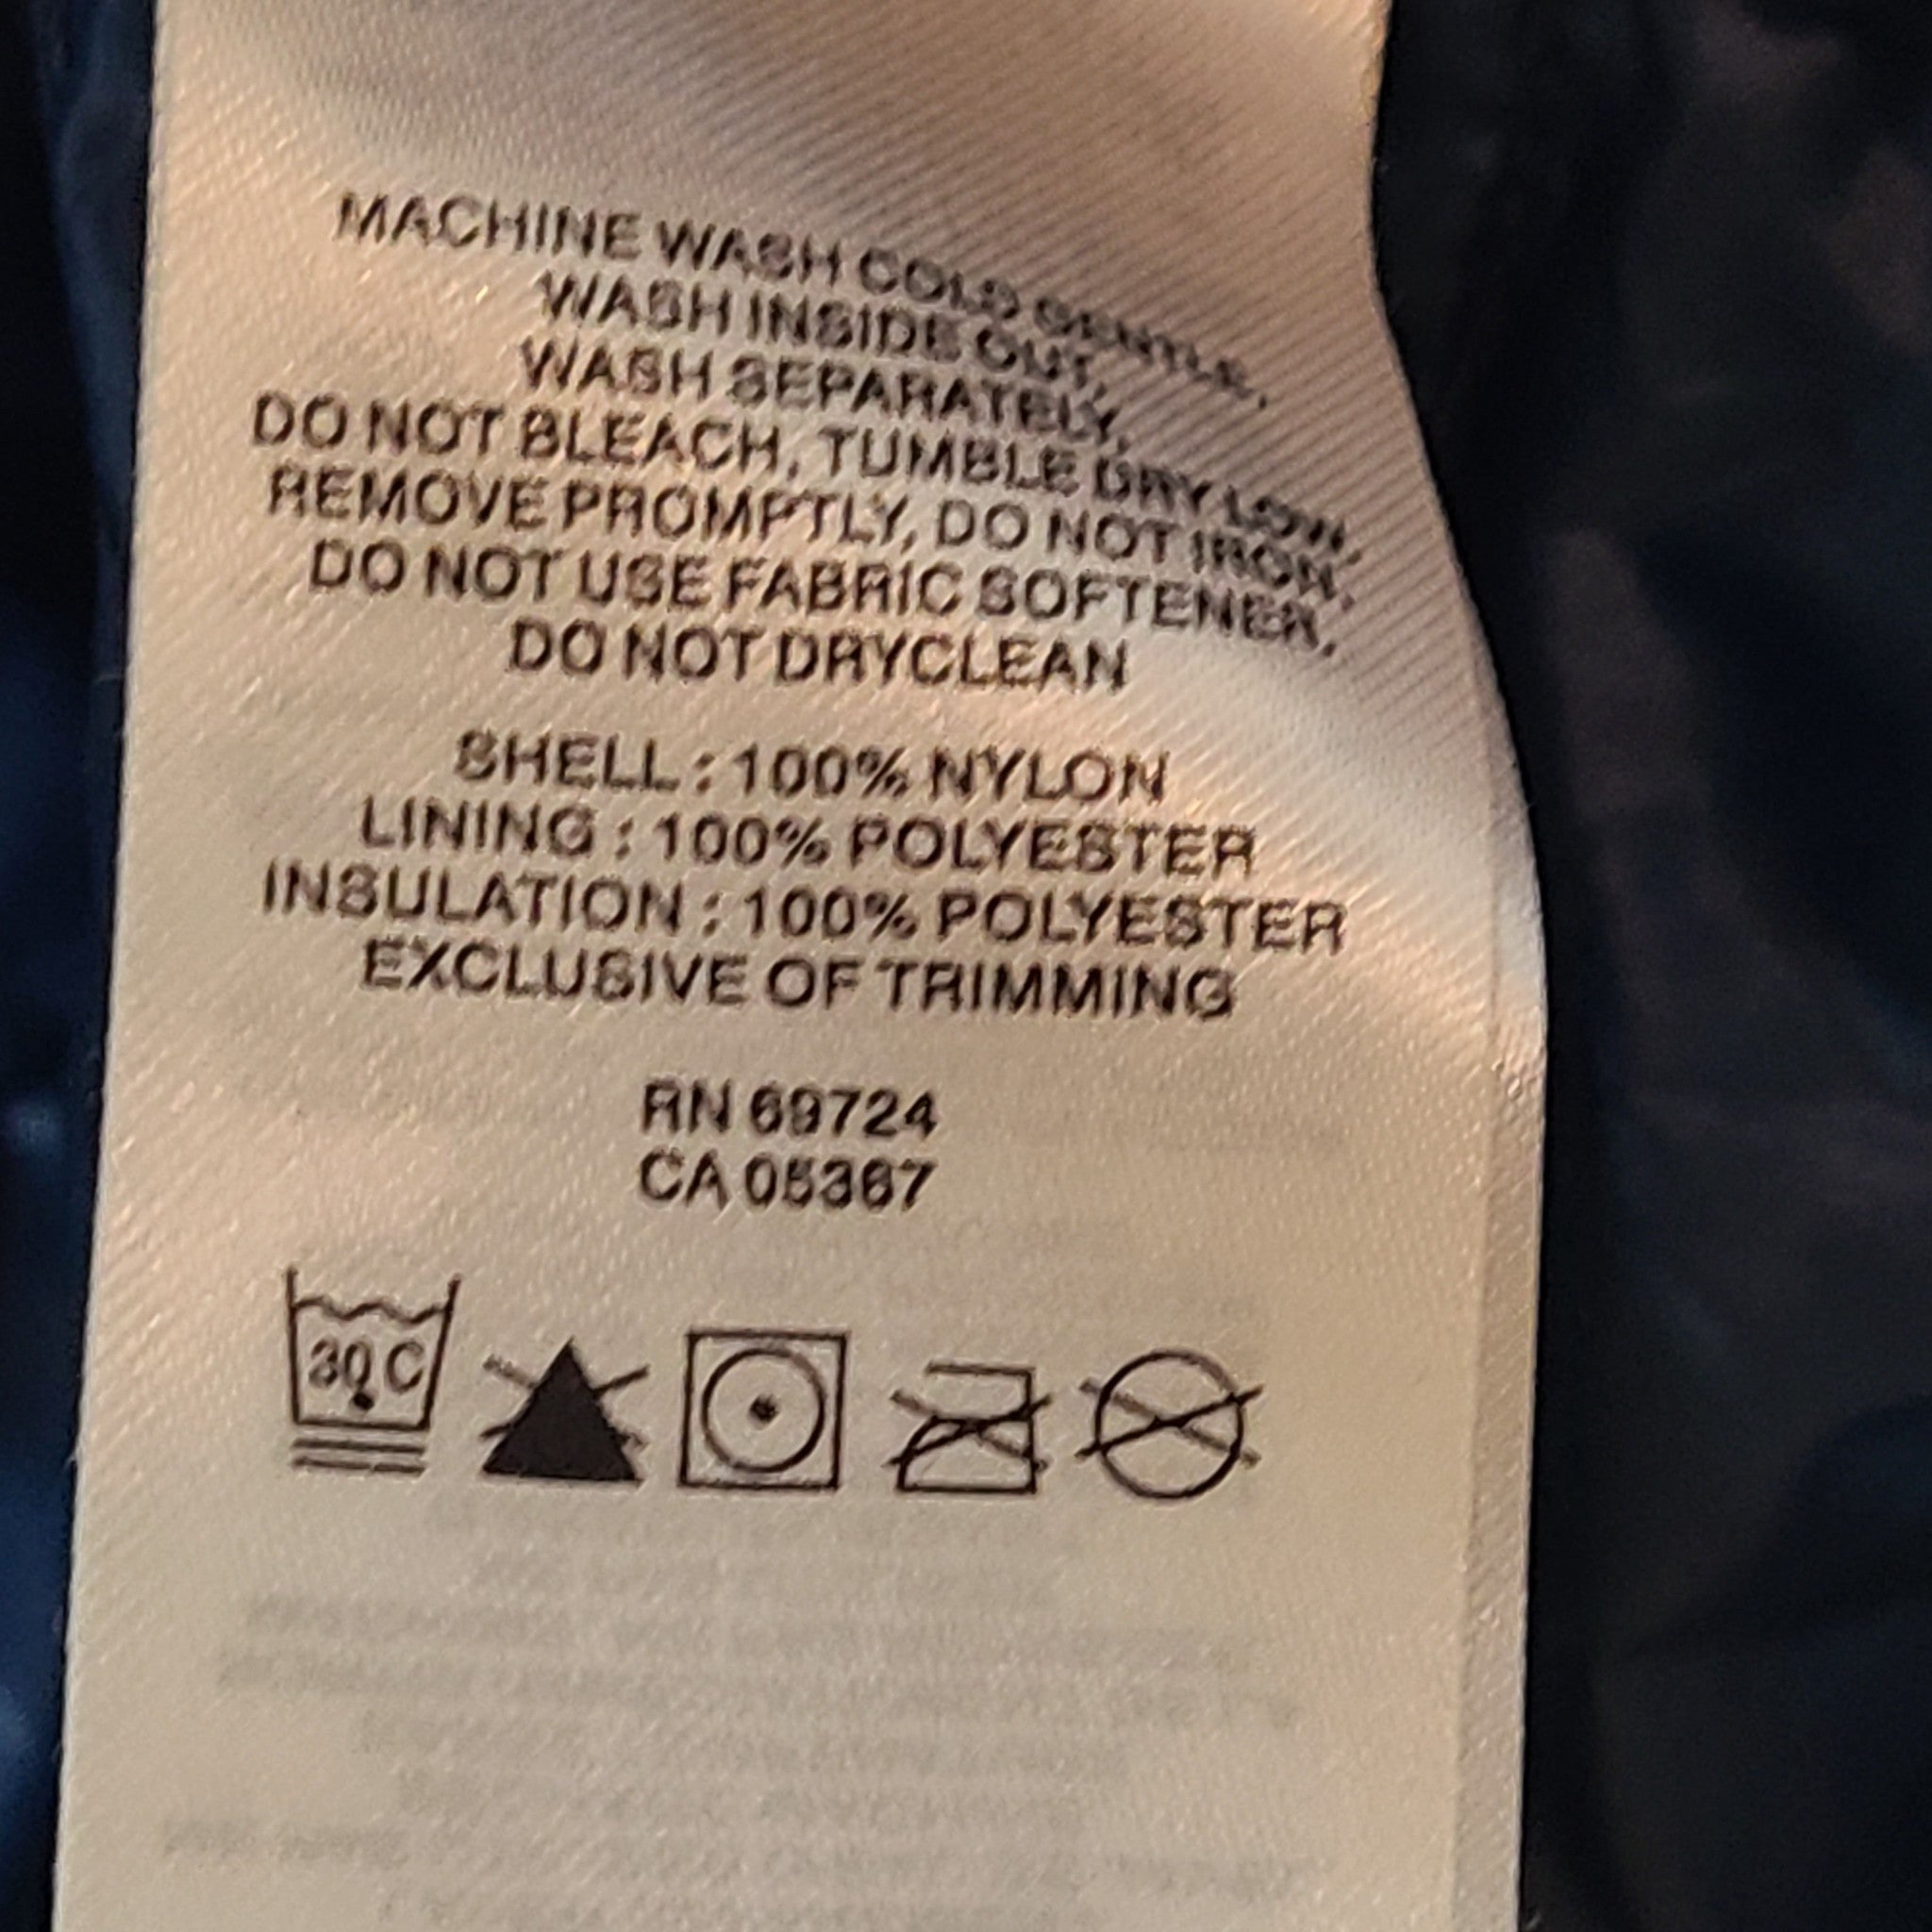 MACHINE WASH COLD GENTLE,
WASH INSIDE OUT,
WASH SEPARATELY,
DO NOT BLEACH, TUMBLE DRY LOW,
REMOVE PROMPTLY, DO NOT IRON,
DO NOT USE FABRIC SOFTENER,
DO NOT DRYCLEAN
SHELL : 100% NYLON
LINING : 100% POLYESTER
INSULATION : 100% POLYESTER
EXCLUSIVE OF TRIMMING
RN 69724
CA 05367
30 C